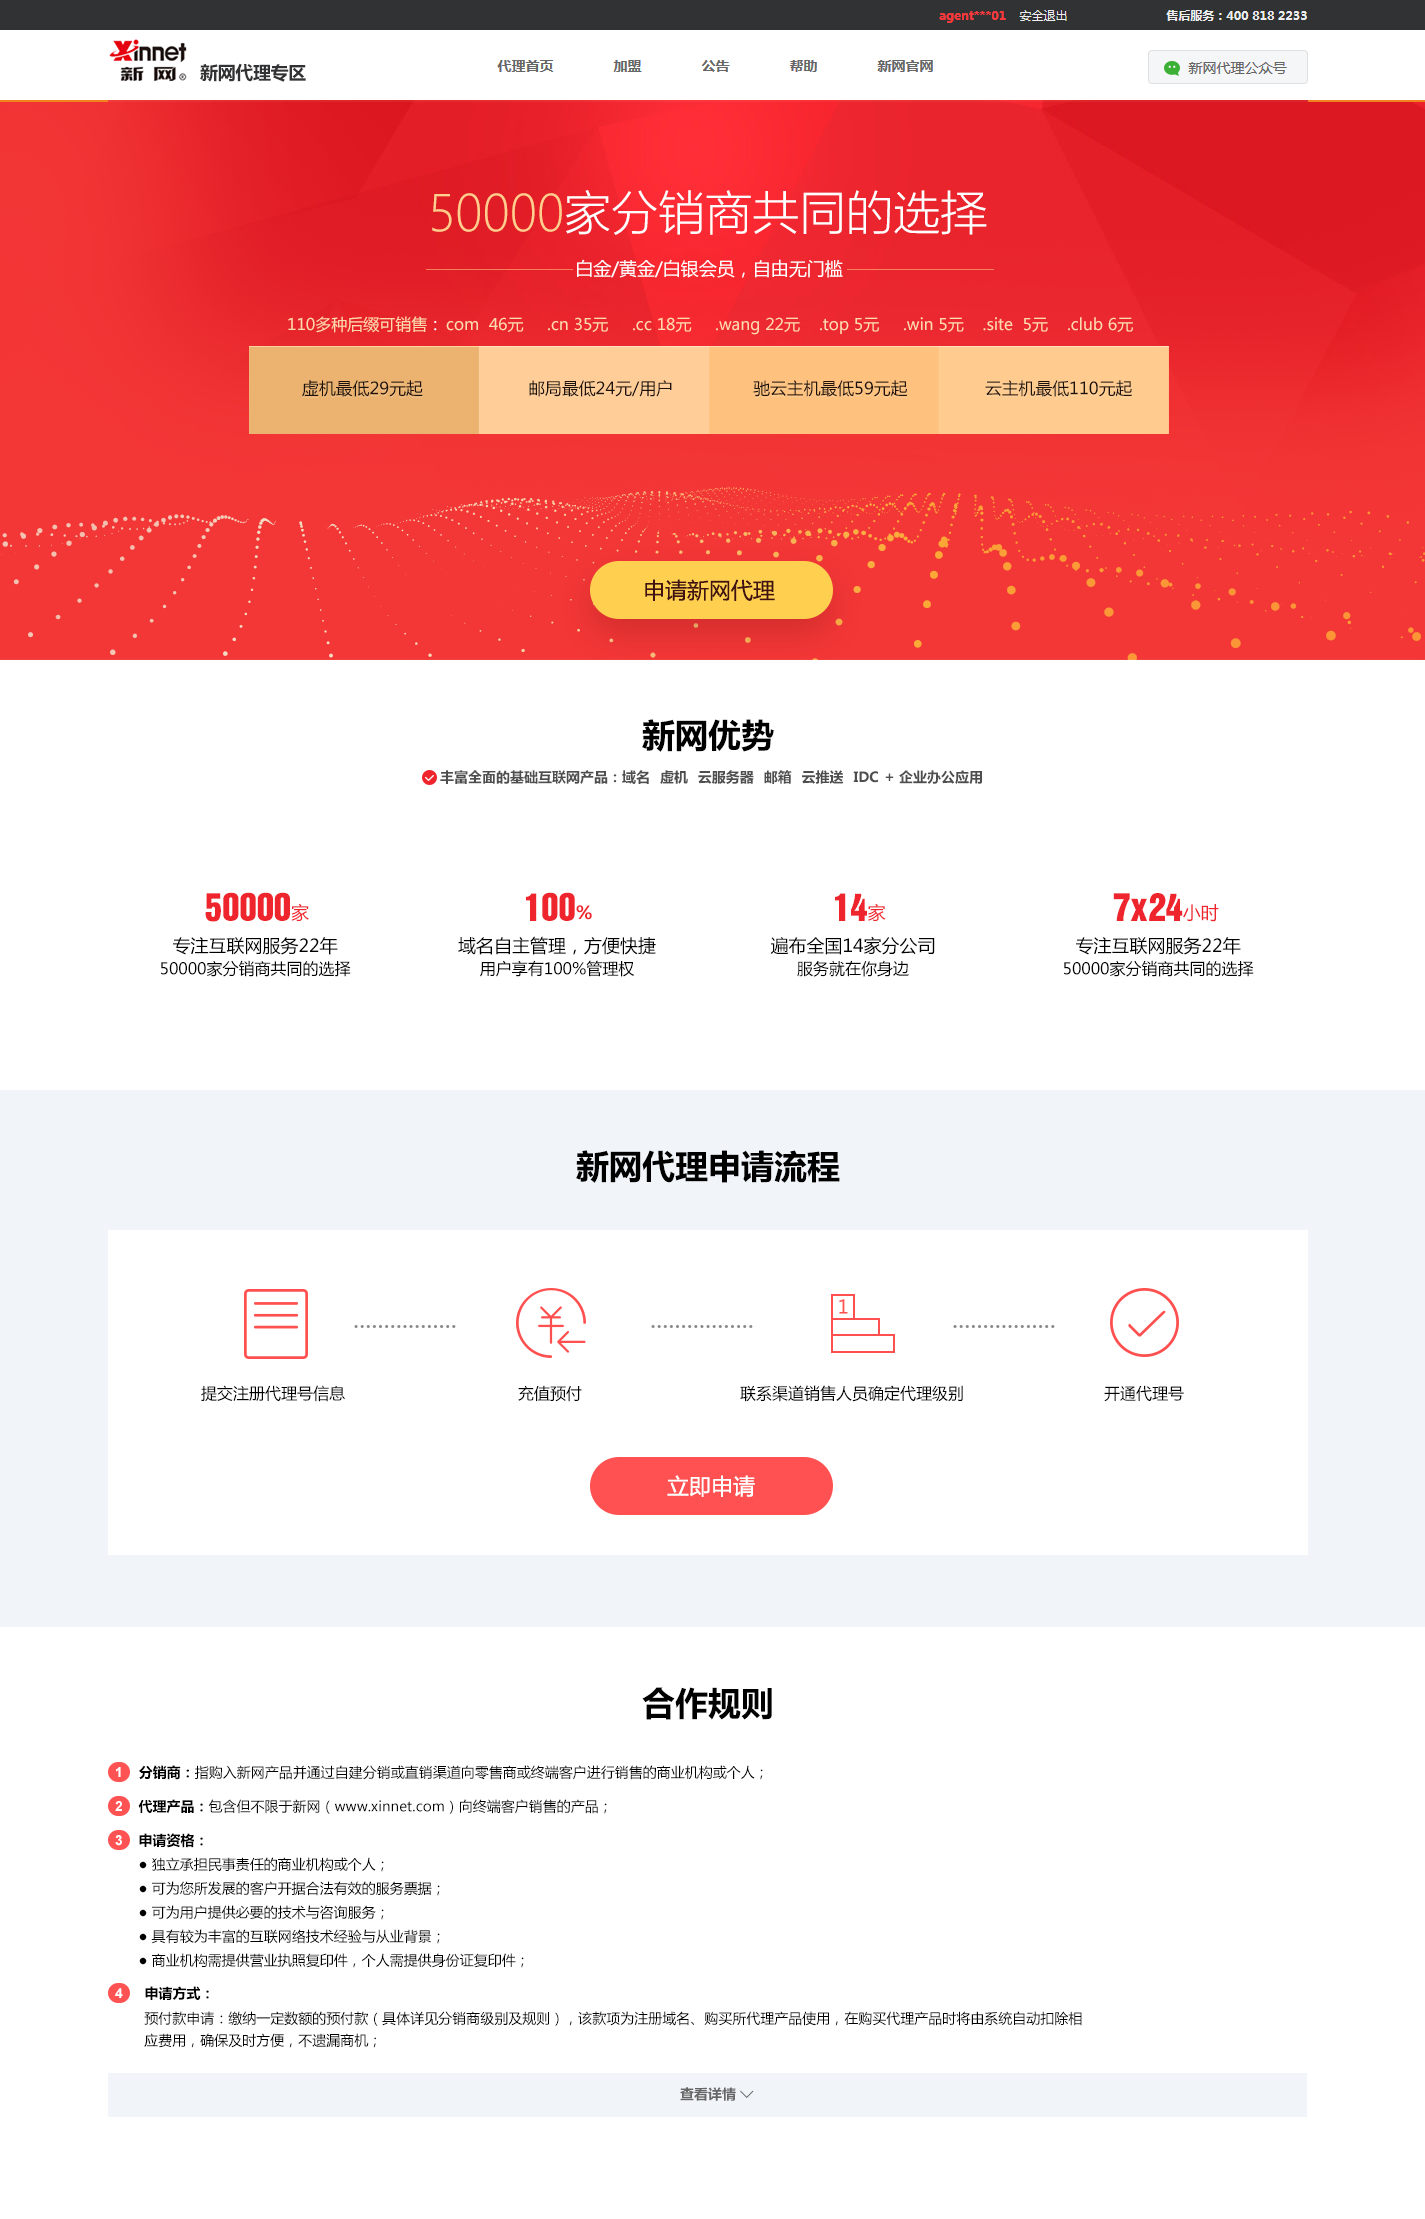 agent***01 安全退出 售后服务：400 818 2233
Xinnet
新网® 新网代理专区 代理首页 加盟 公告 帮助 新网官网 新网代理公众号
50000家分销商共同的选择
白金/黄金/白银会员，自由无门槛
110多种后缀可销售：com 46元 .cn 35元 .cc 18元 .wang 22元 .top 5元 .win 5元 .site 5元 .club 6元
虚机最低29元起 邮局最低24元/用户 驰云主机最低59元起 云主机最低110元起
申请新网代理
新网优势
丰富全面的基础互联网产品：域名 虚机 云服务器 邮箱 云推送 IDC + 企业办公应用
50000家 100% 14家 7x24小时
专注互联网服务22年 域名自主管理，方便快捷 遍布全国14家分公司 专注互联网服务22年
50000家分销商共同的选择 用户享有100%管理权 服务就在你身边 50000家分销商共同的选择
新网代理申请流程
1
提交注册代理号信息 充值预付 联系渠道销售人员确定代理级别 开通代理号
立即申请
合作规则
1 分销商：指购入新网产品并通过自建分销或直销渠道向零售商或终端客户进行销售的商业机构或个人；
2 代理产品：包含但不限于新网（www.xinnet.com）向终端客户销售的产品；
3 申请资格：
● 独立承担民事责任的商业机构或个人；
● 可为您所发展的客户开据合法有效的服务票据；
● 可为用户提供必要的技术与咨询服务；
● 具有较为丰富的互联网络技术经验与从业背景；
● 商业机构需提供营业执照复印件，个人需提供身份证复印件；
4 申请方式：
预付款申请：缴纳一定数额的预付款（具体详见分销商级别及规则），该款项为注册域名、购买所代理产品使用，在购买代理产品时将由系统自动扣除相
应费用，确保及时方便，不遗漏商机；
查看详情